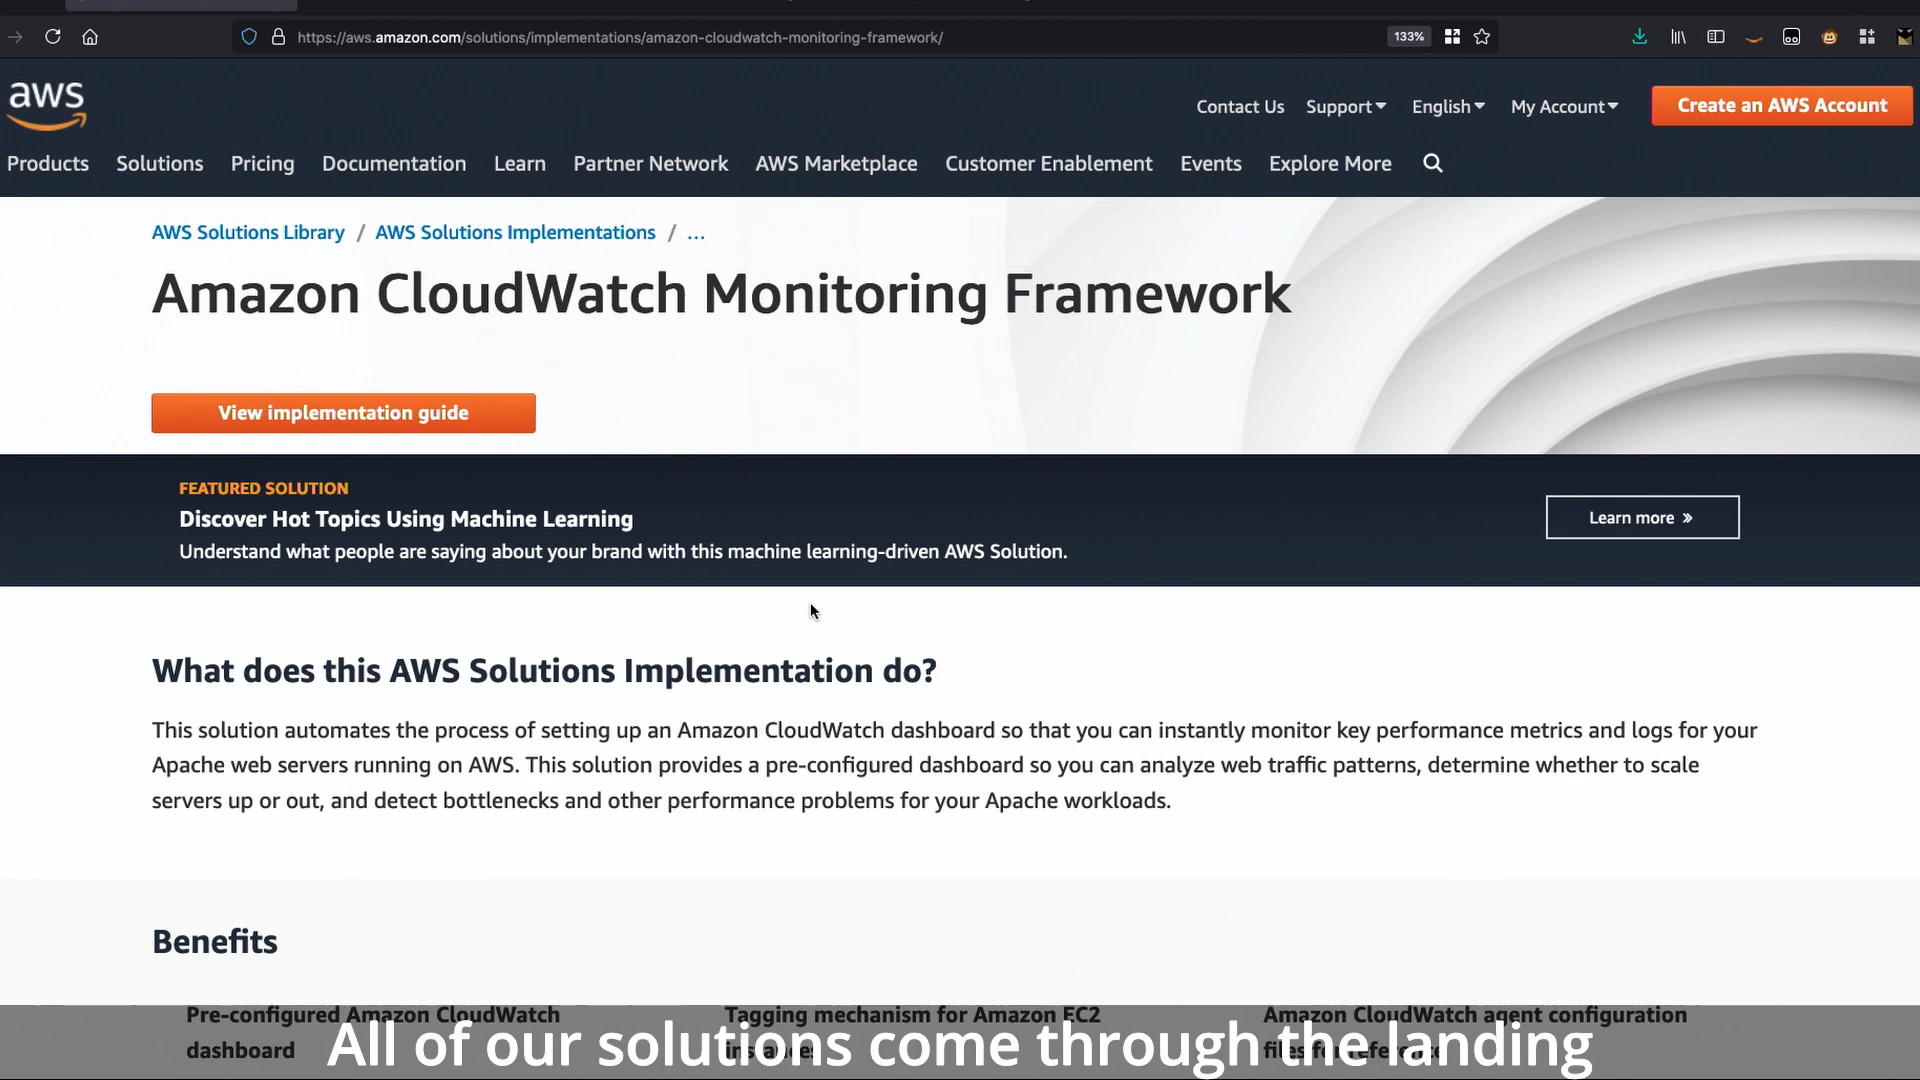 https://aws.amazon.com/solutions/implementations/amazon-cloudwatch-monitoring-framework/
133%
aws
Contact Us Support English My Account Create an AWS Account
Products Solutions Pricing Documentation Learn Partner Network AWS Marketplace Customer Enablement Events Explore More
AWS Solutions Library / AWS Solutions Implementations / ...
Amazon CloudWatch Monitoring Framework
View implementation guide
FEATURED SOLUTION
Discover Hot Topics Using Machine Learning
Understand what people are saying about your brand with this machine learning-driven AWS Solution.
Learn more »
What does this AWS Solutions Implementation do?
This solution automates the process of setting up an Amazon CloudWatch dashboard so that you can instantly monitor key performance metrics and logs for your
Apache web servers running on AWS. This solution provides a pre-configured dashboard so you can analyze web traffic patterns, determine whether to scale
servers up or out, and detect bottlenecks and other performance problems for your Apache workloads.
Benefits
Pre-configured Amazon CloudWatch
dashboard
Tagging mechanism for Amazon EC2
instances
Amazon CloudWatch agent configuration
files for reference
All of our solutions come through the landing